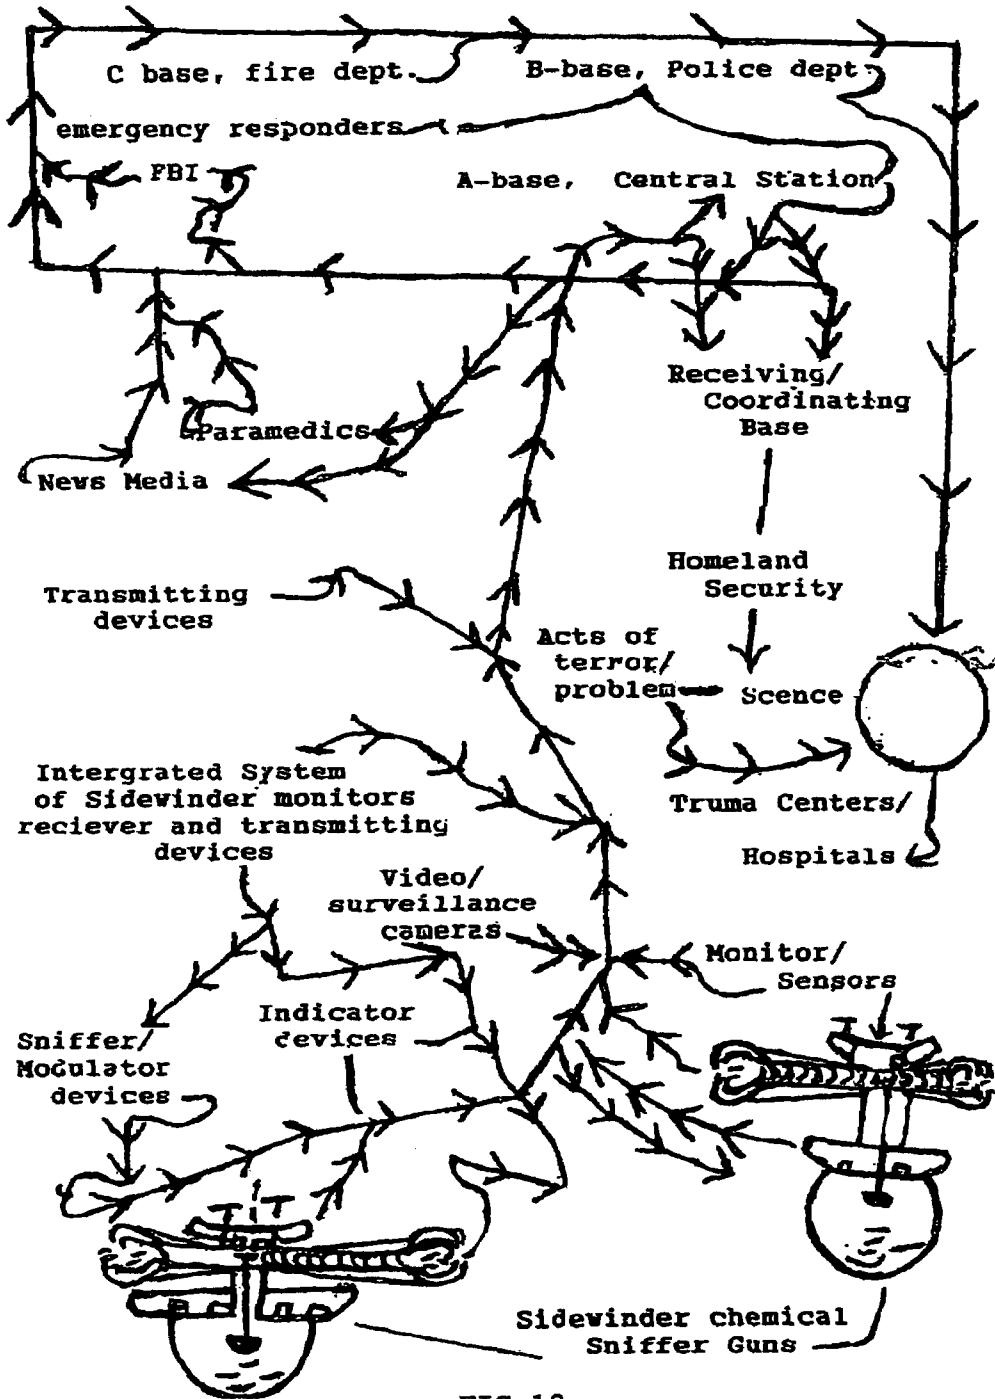 C base, fire dept.
B-base, Police dept.
emergency responders
FBI
A-base, Central Station
Receiving/
Coordinating
Base
Paramedics
News Media
Homeland
Security
Transmitting
devices
Acts of
terror/
problem
Scence
Intergrated System
of Sidewinder monitors
reciever and transmitting
devices
Truma Centers/
Hospitals
Video/
surveillance
cameras
Monitor/
Sensors
Indicator
devices
Sniffer/
Modulator
devices
Sidewinder chemical
Sniffer Guns